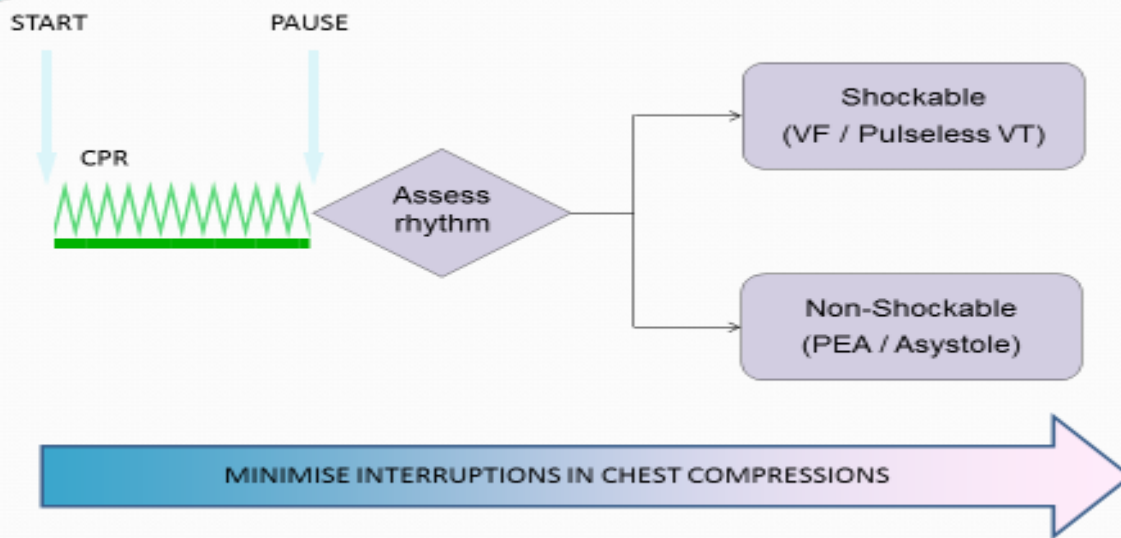 START
PAUSE
CPR
Assess
rhythm
Shockable
(VF / Pulseless VT)
Non-Shockable
(PEA / Asystole)
MINIMISE INTERRUPTIONS IN CHEST COMPRESSIONS